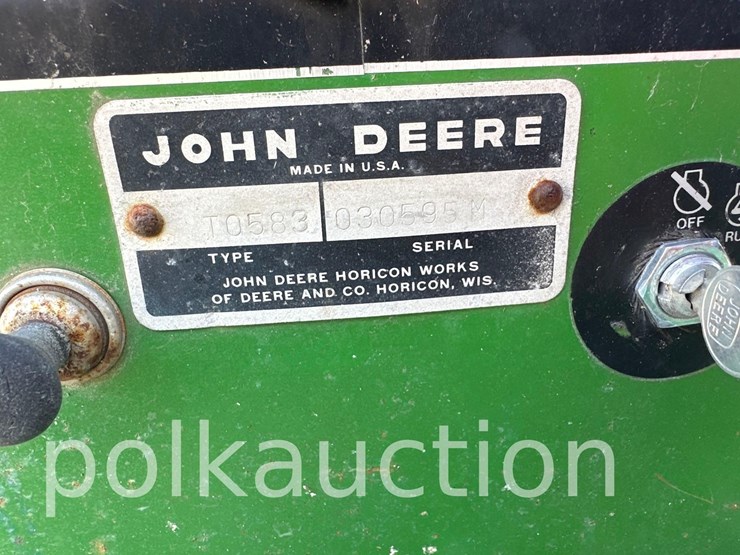 JOHN DEERE
MADE IN U.S.A.
T0583 030595M
TYPE SERIAL
JOHN DEERE HORICON WORKS
OF DEERE AND CO. HORICON, WIS.
OFF
RU
JOHN
DEERE
polkauction